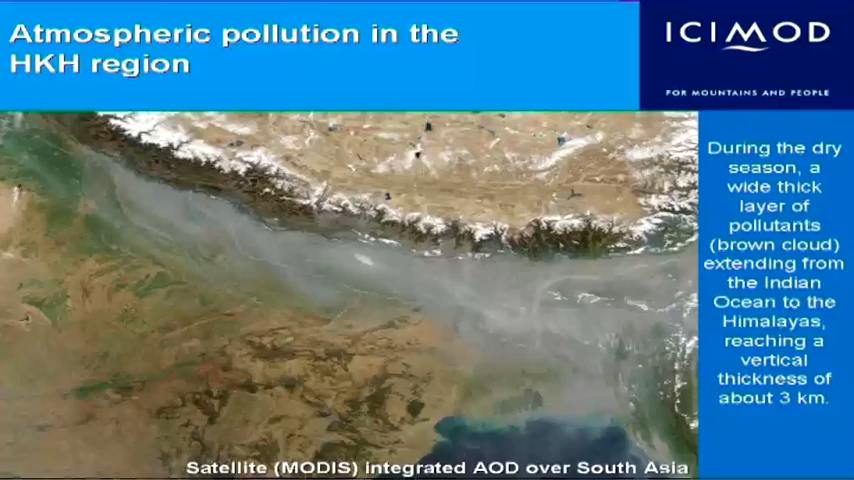 Atmospheric pollution in the
HKH region
ICIMOD
FOR MOUNTAINS AND PEOPLE
During the dry
season, a
wide thick
layer of
pollutants
(brown cloud)
extending from
the Indian
Ocean to the
Himalayas,
reaching a
vertical
thickness of
about 3 km.
Satellite (MODIS) integrated AOD over South Asia